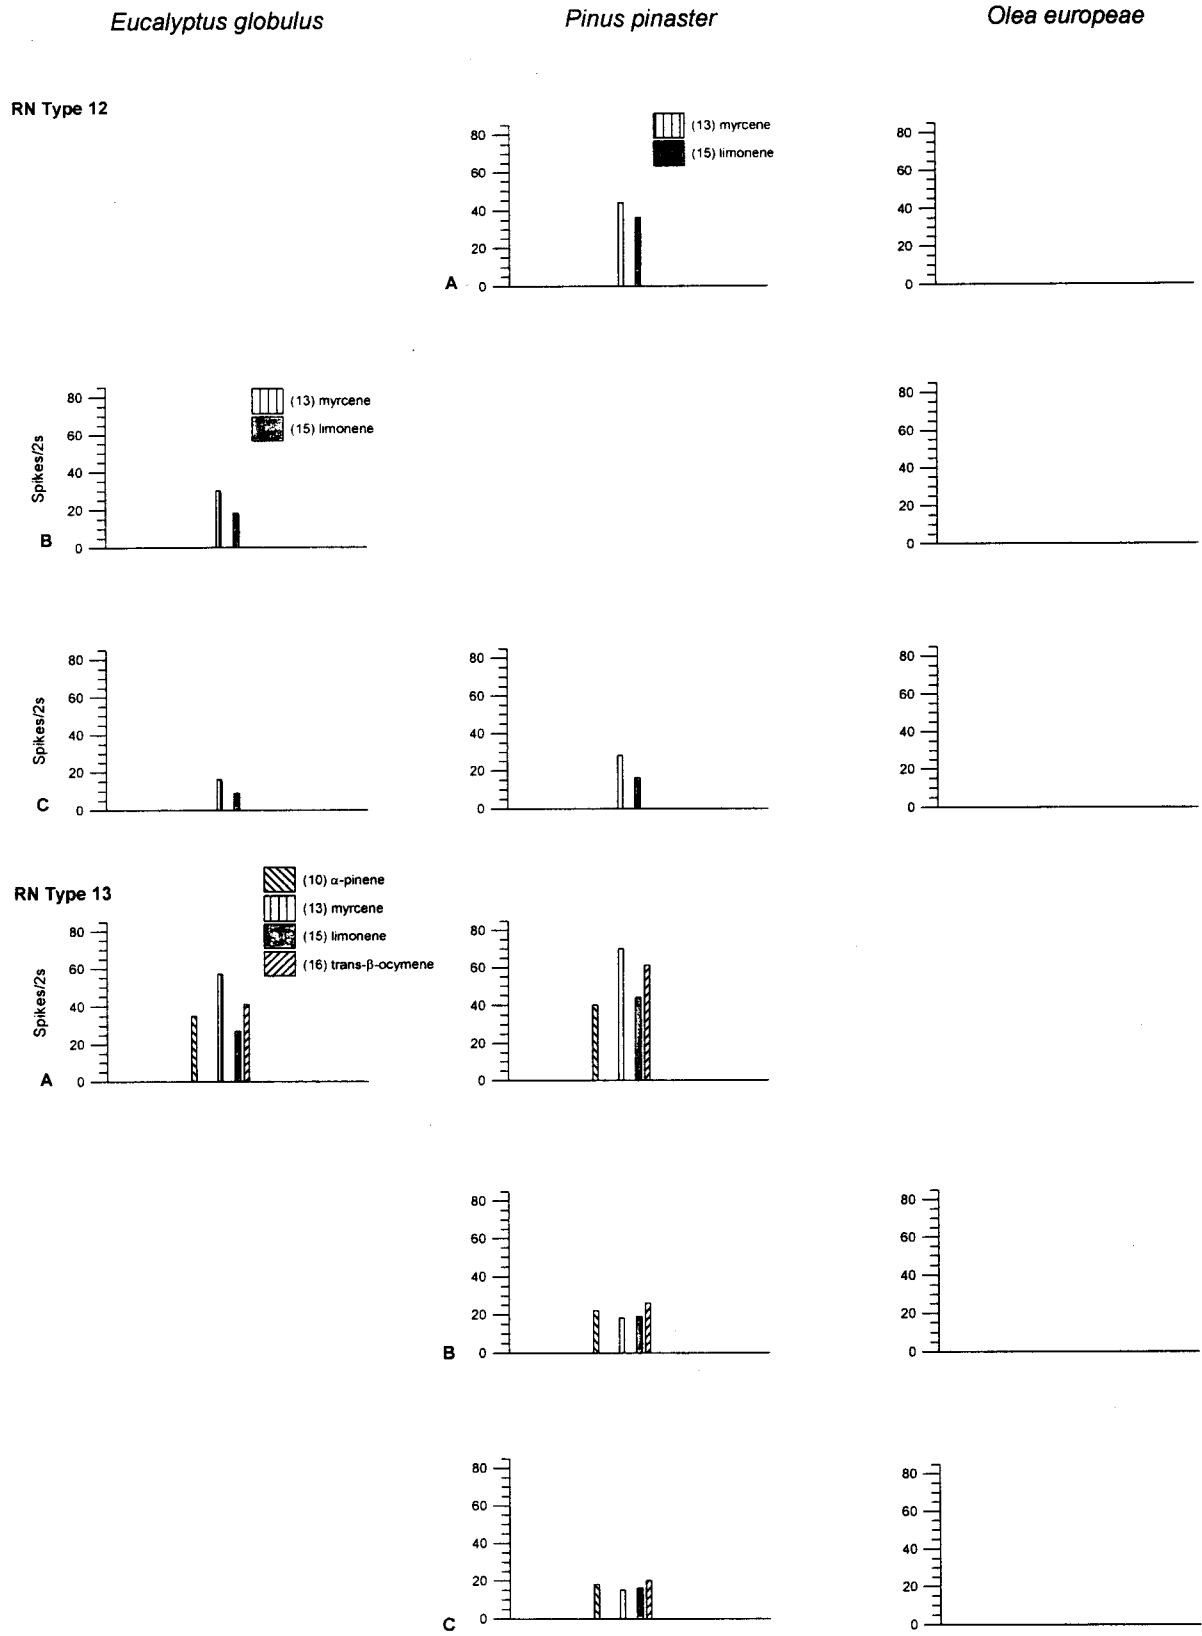 Eucalyptus globulus
Pinus pinaster
Olea europeae
RN Type 12
(13) myrcene
(15) limonene
80
60
40
20
0
A
80
60
40
20
0
Spikes/2s
80
60
40
20
0
B
(13) myrcene
(15) limonene
80
60
40
20
0
Spikes/2s
80
60
40
20
0
C
80
60
40
20
0
80
60
40
20
0
RN Type 13
(10) α-pinene
(13) myrcene
(15) limonene
(16) trans-β-ocymene
Spikes/2s
80
60
40
20
0
A
80
60
40
20
0
80
60
40
20
0
B
80
60
40
20
0
80
60
40
20
0
C
80
60
40
20
0